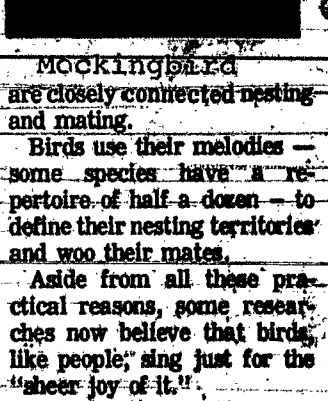 Mockingbird
are closely connected nesting
and mating.
Birds use their melodies —
some species have a re-
pertoire of half a dozen — to
define their nesting territories
and woo their mates.
Aside from all these pra-
ctical reasons, some resear-
ches now believe that birds,
like people, sing just for the
"sheer joy of it."